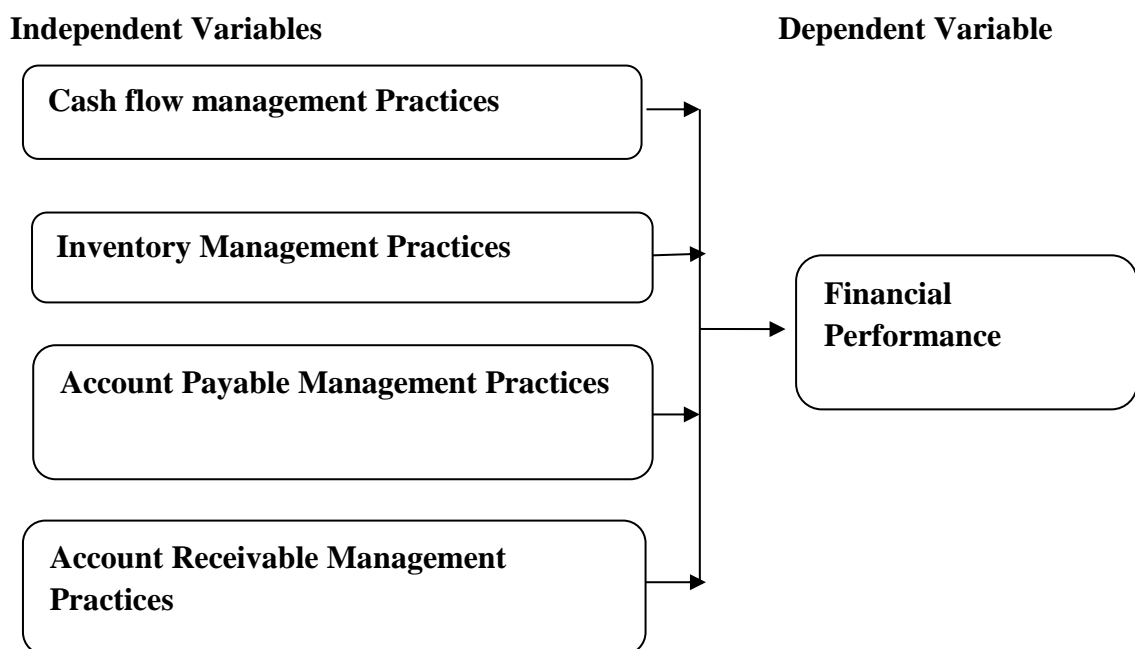 Independent Variables
Dependent Variable
Cash flow management Practices
Inventory Management Practices
Financial
Performance
Account Payable Management Practices
Account Receivable Management
Practices